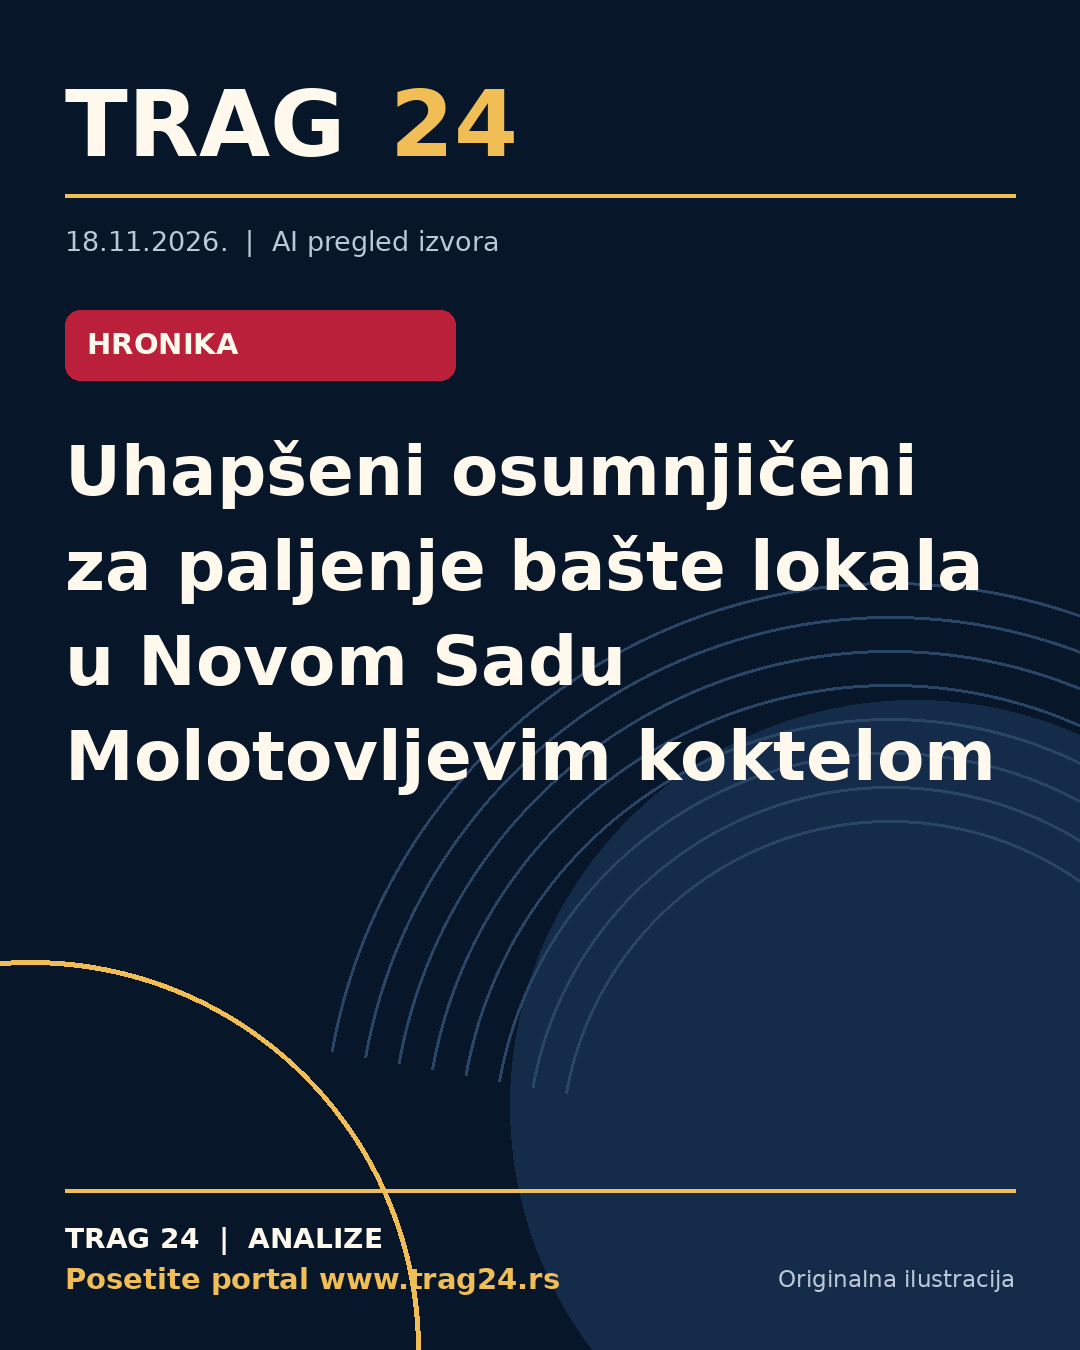 TRAG 24
18.11.2026. | AI pregled izvora
HRONIKA
Uhapšeni osumnjičeni
za paljenje bašte lokala
u Novom Sadu
Molotovljevim koktelom
TRAG 24 | ANALIZE
Posetite portal www.trag24.rs
Originalna ilustracija